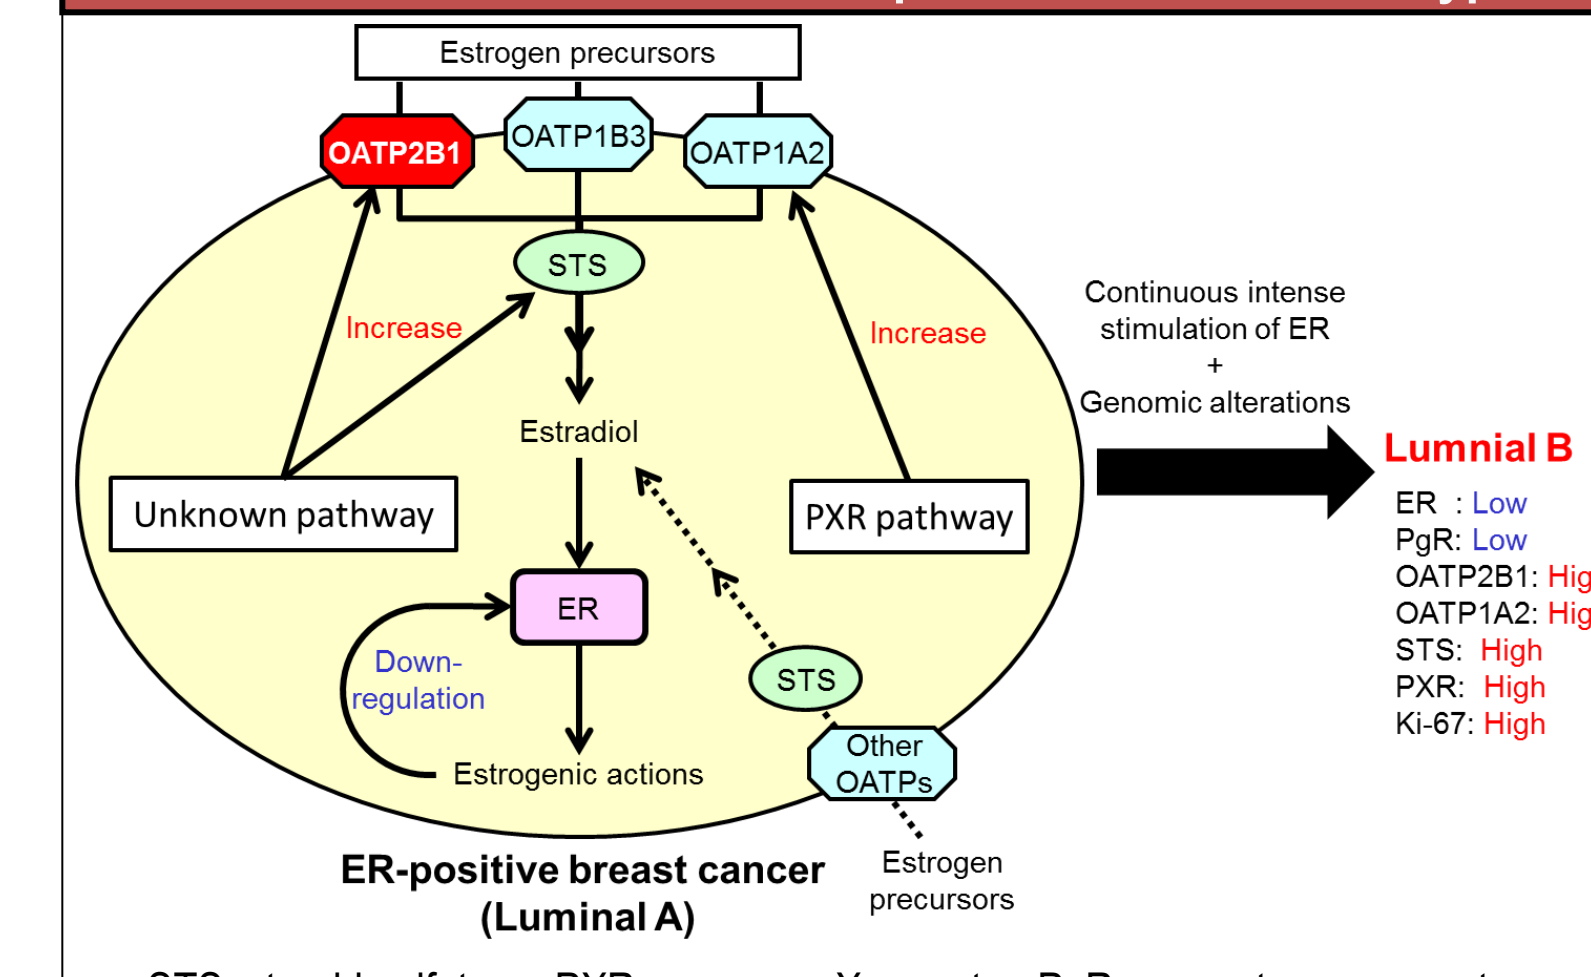 Estrogen precursors
OATP2B1
OATP1B3
OATP1A2
STS
Increase
Increase
Estradiol
Unknown pathway
PXR pathway
ER
Down-
regulation
STS
Other
OATPs
Estrogenic actions
Estrogen
precursors
ER-positive breast cancer
(Luminal A)
Continuous intense
stimulation of ER
+
Genomic alterations
Lumnial B
ER : Low
PgR: Low
OATP2B1: Hig
OATP1A2: Hig
STS: High
PXR: High
Ki-67: High